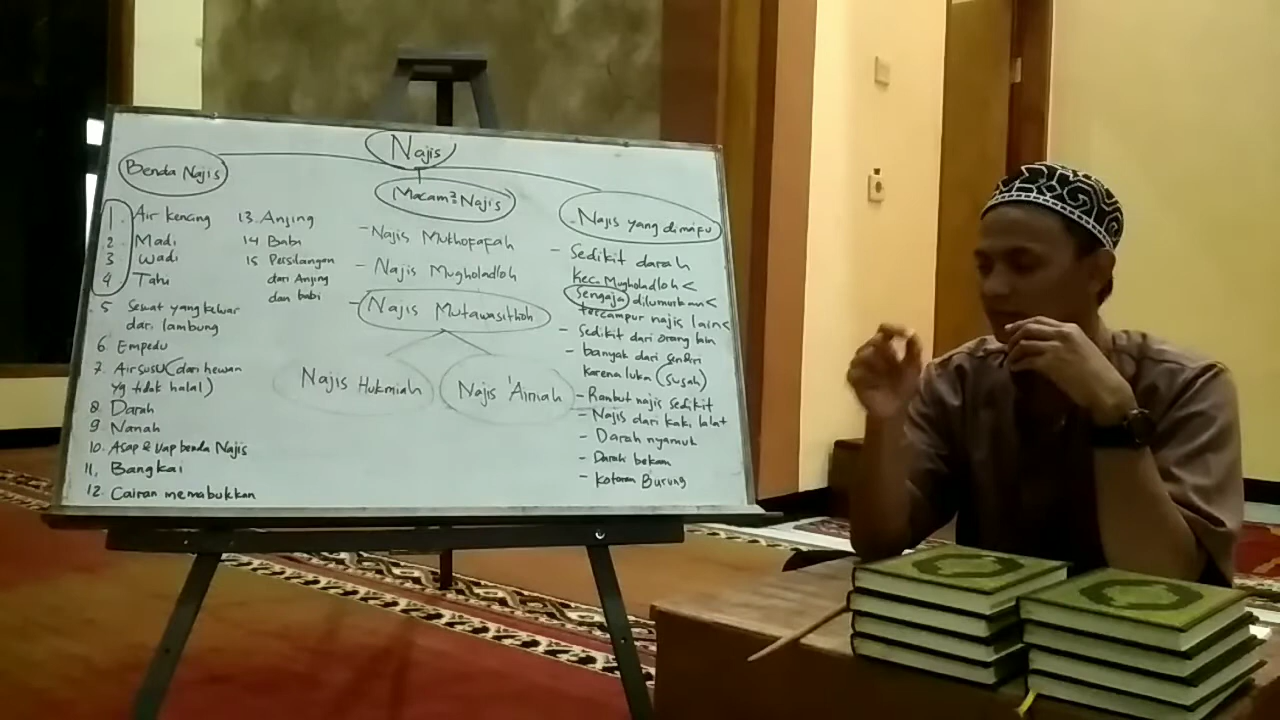 Najis
Benda Najis
1. Air kencing
2 Madi
3 Wadi
4 Tahi
5 Sesuat yang keluar
dari lambung
6. Empedu
7. Air susu (dari hewan
yg tidak halal)
8. Darah
9 Nanah
10. Asap & Uap benda Najis
11. Bangkai
12. Cairan memabukkan
13. Anjing
14 Babi
15 Persilangan
dari Anjing
dan babi
Macam² Najis
- Najis Mukhofafah
- Najis Mugholadloh
- Najis Mutawasithoh
Najis Hukmiah
Najis 'Ainiah
Najis yang dima'fu
- Sedikit darah
kec. Mugholadloh <
Sengaja dilumurkan <
tercampur najis lain <
- Sedikit dari orang lain
- banyak dari sendiri
karena luka (Susah)
- Rambut najis sedikit
- Najis dari kaki lalat
- Darah nyamuk
- Darah bekam
- Kotoran Burung